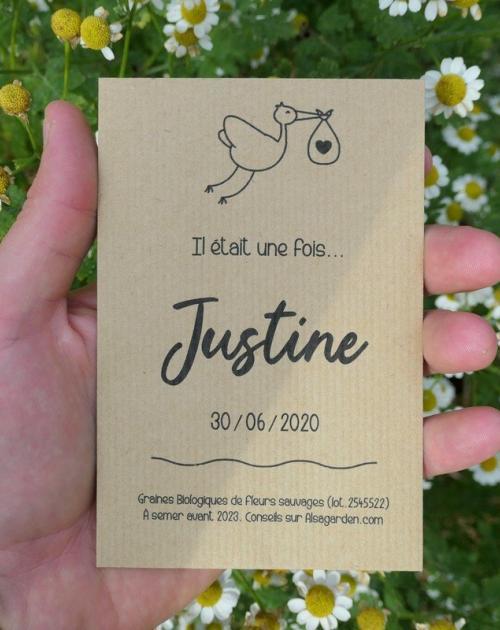 Il était une fois...
Justine
30/06/2020
Graines Biologiques de fleurs sauvages (lot. 2545522)
À semer avant 2023. Conseils sur Alsagarden.com